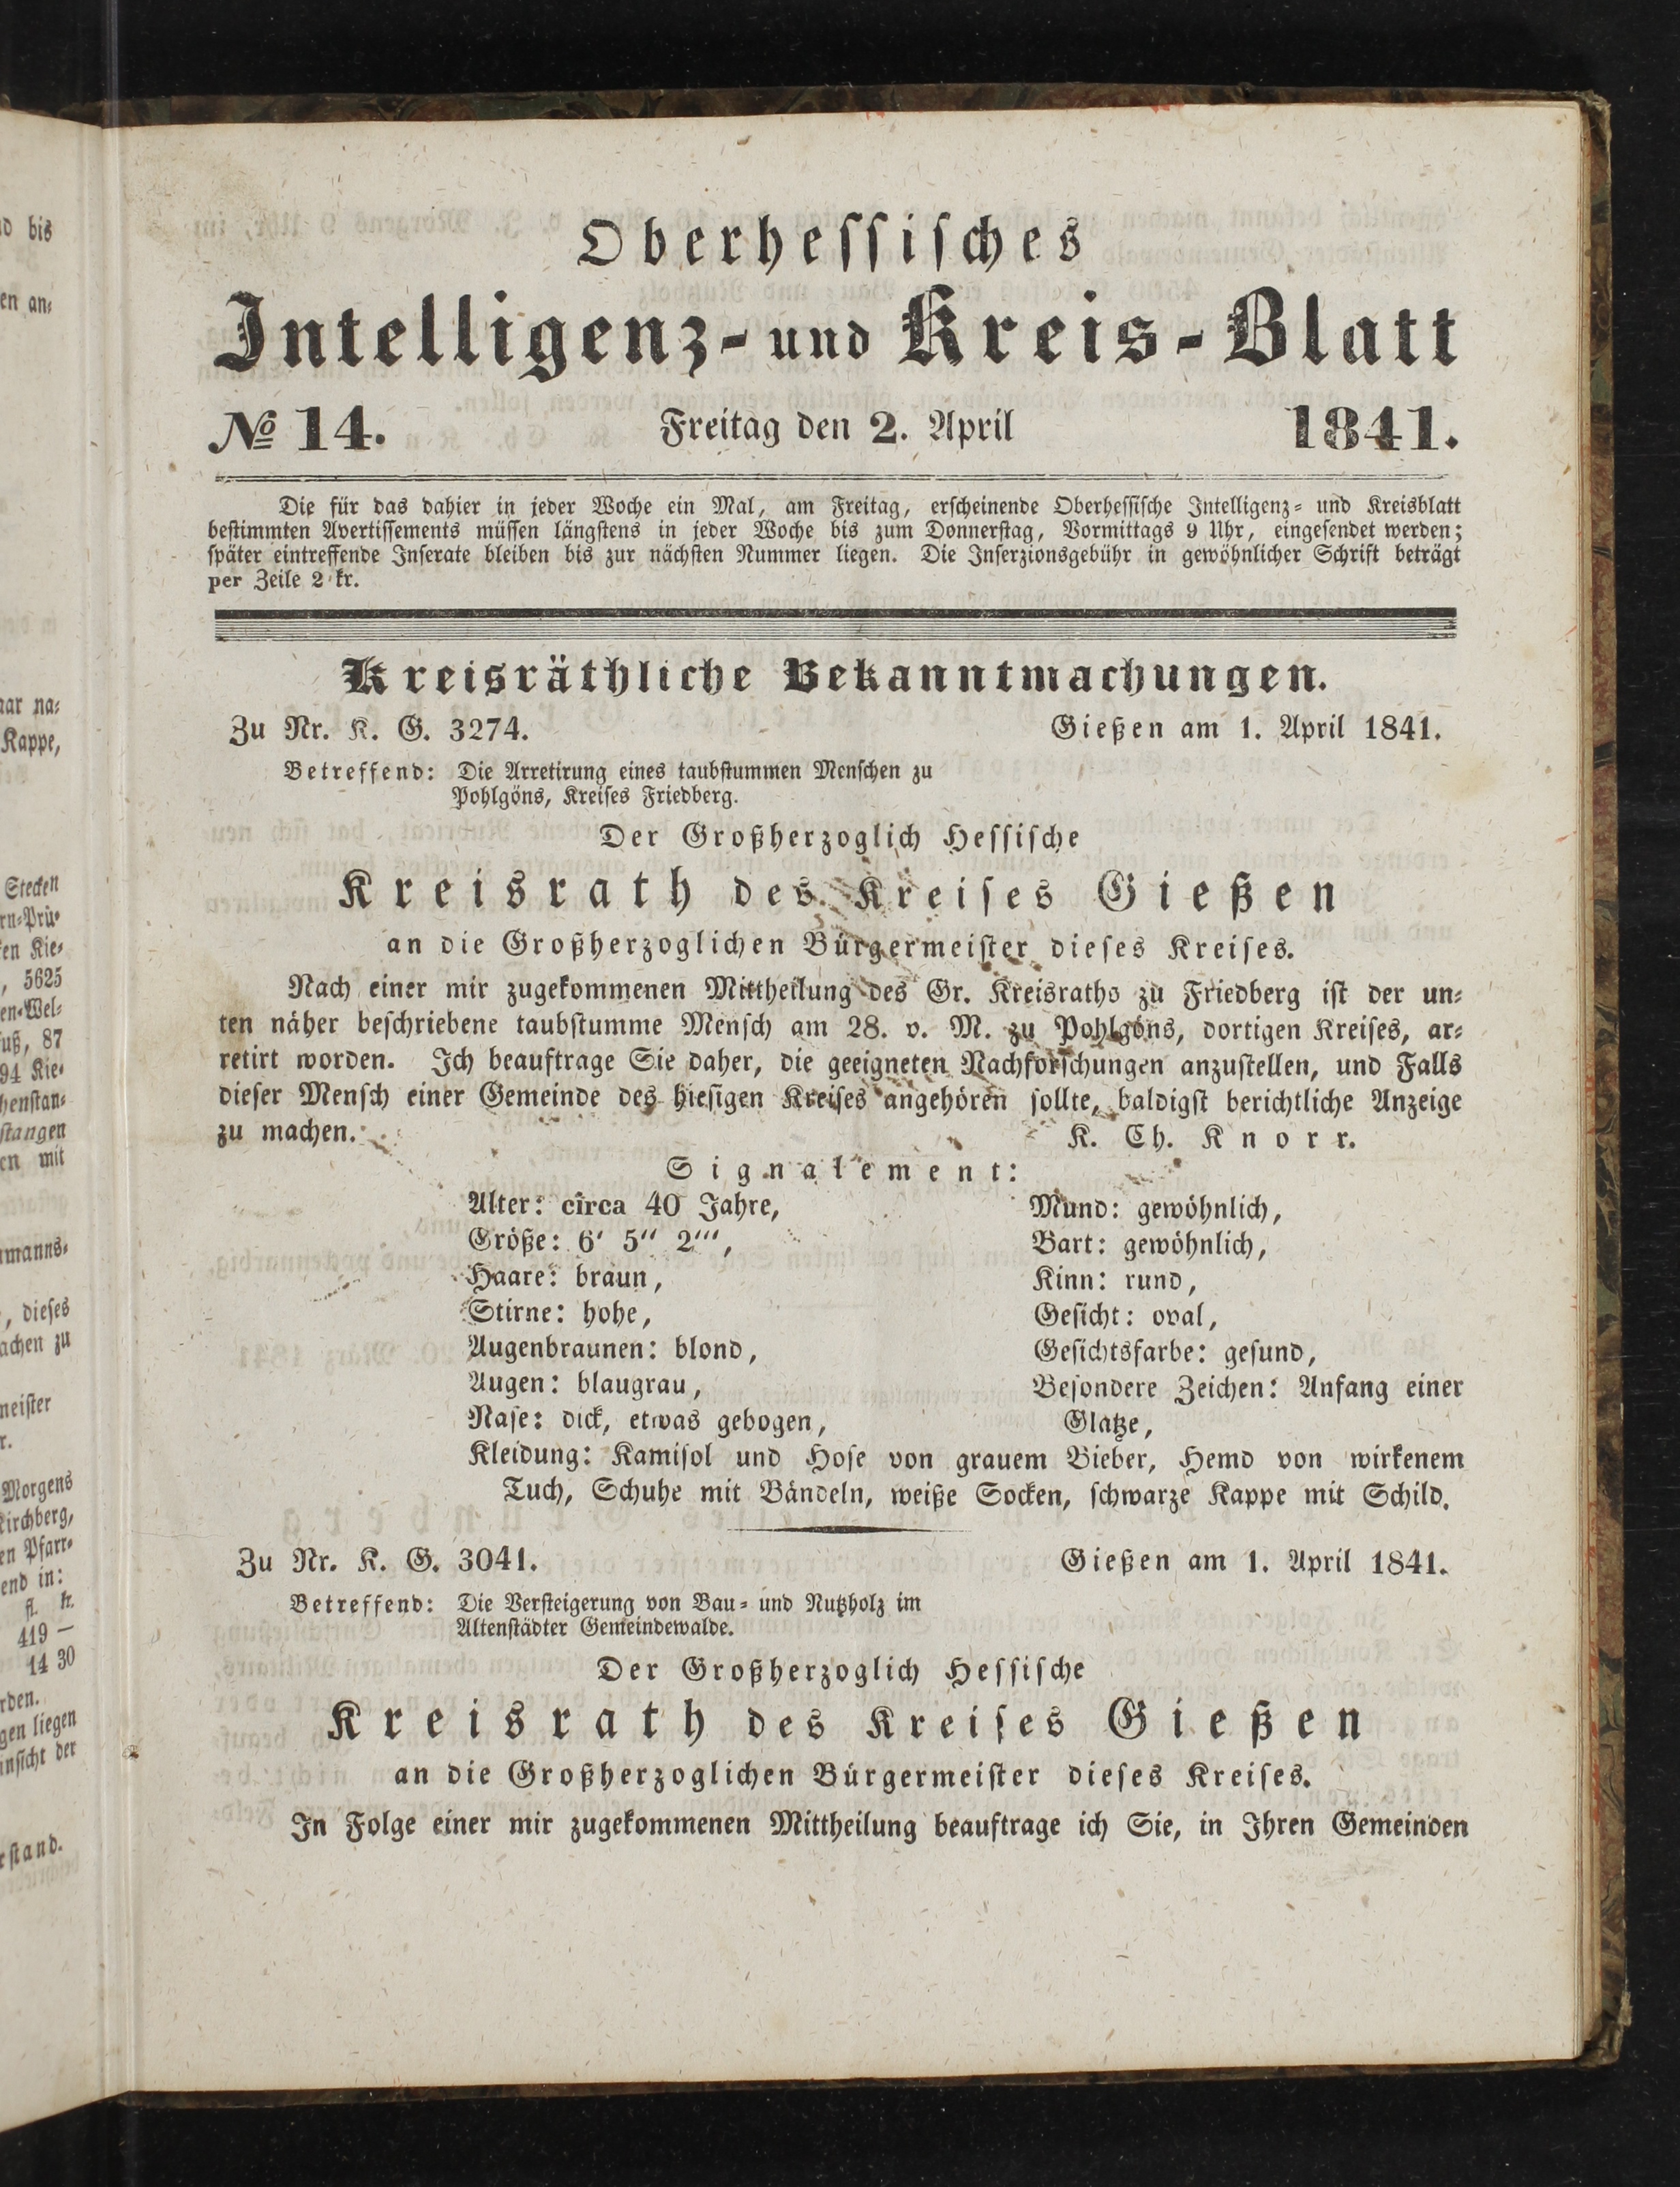 Oberhessisches
Intelligenz- und Kreis-Blatt
№ 14. Freitag den 2. April 1841.
Die für das dahier in jeder Woche ein Mal, am Freitag, erscheinende Oberhessische Intelligenz- und Kreisblatt
bestimmten Avertissements müssen längstens in jeder Woche bis zum Donnerstag, Vormittags 9 Uhr, eingesendet werden;
später eintreffende Inserate bleiben bis zur nächsten Nummer liegen. Die Inserzionsgebühr in gewöhnlicher Schrift beträgt
per Zeile 2 kr.
Kreisräthliche Bekanntmachungen.
Zu Nr. K. G. 3274. Gießen am 1. April 1841.
Betreffend: Die Arretirung eines taubstummen Menschen zu
Pohlgöns, Kreises Friedberg.
Der Großherzoglich Hessische
Kreisrath des Kreises Gießen
an die Großherzoglichen Bürgermeister dieses Kreises.
Nach einer mir zugekommenen Mittheilung des Gr. Kreisraths zu Friedberg ist der un-
ten näher beschriebene taubstumme Mensch am 28. v. M. zu Pohlgöns, dortigen Kreises, ar-
retirt worden. Ich beauftrage Sie daher, die geeigneten Nachforschungen anzustellen, und Falls
dieser Mensch einer Gemeinde des hiesigen Kreises angehören sollte, baldigst berichtliche Anzeige
zu machen. K. Ch. Knorr.
Signalement:
Alter: circa 40 Jahre,
Größe: 6' 5'' 2''',
Haare: braun,
Stirne: hohe,
Augenbraunen: blond,
Augen: blaugrau,
Nase: dick, etwas gebogen,
Mund: gewöhnlich,
Bart: gewöhnlich,
Kinn: rund,
Gesicht: oval,
Gesichtsfarbe: gesund,
Besondere Zeichen: Anfang einer
Glatze,
Kleidung: Kamisol und Hose von grauem Bieber, Hemd von wirkenem
Tuch, Schuhe mit Bändeln, weiße Socken, schwarze Kappe mit Schild.
Zu Nr. K. G. 3041. Gießen am 1. April 1841.
Betreffend: Die Versteigerung von Bau- und Nutzholz im
Altenstädter Gemeindewalde.
Der Großherzoglich Hessische
Kreisrath des Kreises Gießen
an die Großherzoglichen Bürgermeister dieses Kreises.
In Folge einer mir zugekommenen Mittheilung beauftrage ich Sie, in Ihren Gemeinden